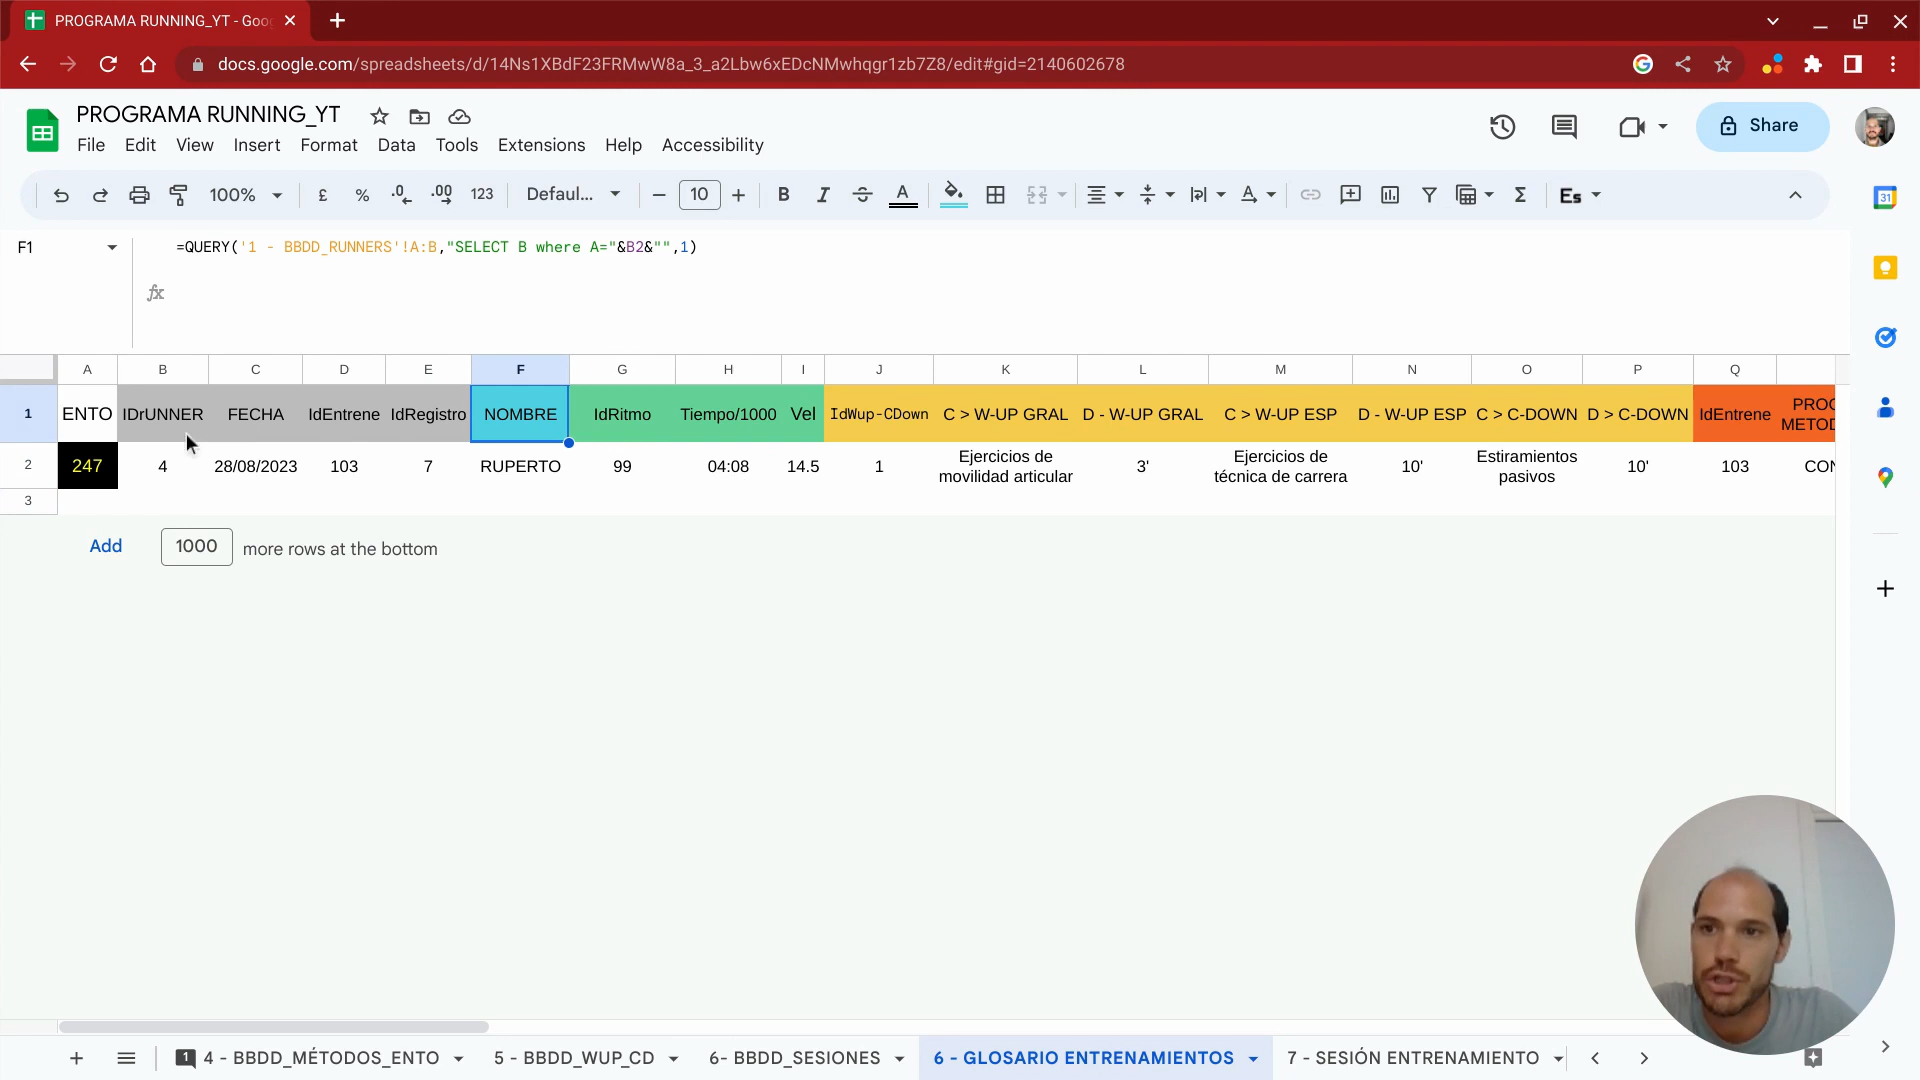 PROGRAMA RUNNING_YT - Goo
docs.google.com/spreadsheets/d/14Ns1XBdF23FRMwW8a_3_a2Lbw6xEDcNMwhqgr1zb7Z8/edit#gid=2140602678
PROGRAMA RUNNING_YT
File Edit View Insert Format Data Tools Extensions Help Accessibility
Share
100% £ % .0 .00 123 Defaul... 10 B I S A Σ Es
31
F1
=QUERY('1 - BBDD_RUNNERS'!A:B,"SELECT B where A="&B2&"",1)
fx
A B C D E F G H I J K L M N O P Q
1 ENTO IDrUNNER FECHA IdEntrene IdRegistro NOMBRE IdRitmo Tiempo/1000 Vel IdWup-CDown C > W-UP GRAL D - W-UP GRAL C > W-UP ESP D - W-UP ESP C > C-DOWN D > C-DOWN IdEntrene
2 247 4 28/08/2023 103 7 RUPERTO 99 04:08 14.5 1 Ejercicios de movilidad articular 3' Ejercicios de técnica de carrera 10' Estiramientos pasivos 10' 103
3
Add 1000 more rows at the bottom
1 4 - BBDD_MÉTODOS_ENTO 5 - BBDD_WUP_CD 6- BBDD_SESIONES 6 - GLOSARIO ENTRENAMIENTOS 7 - SESIÓN ENTRENAMIENTO